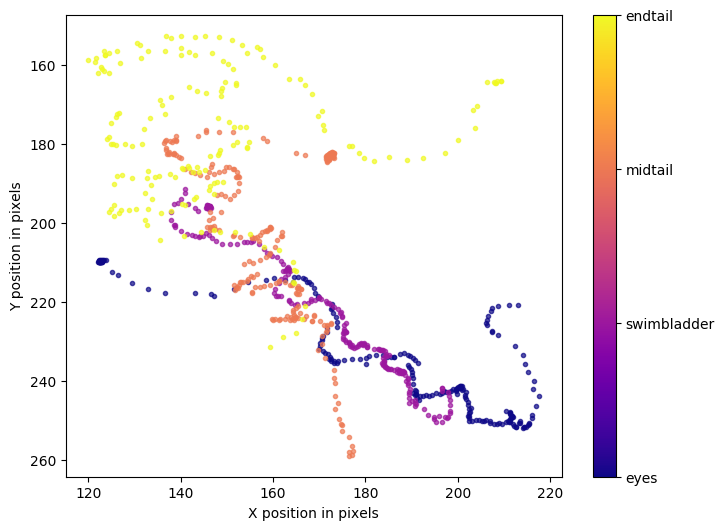 160
180
200
220
240
260
Y position in pixels
120
140
160
180
200
220
X position in pixels
endtail
midtail
swimbladder
eyes